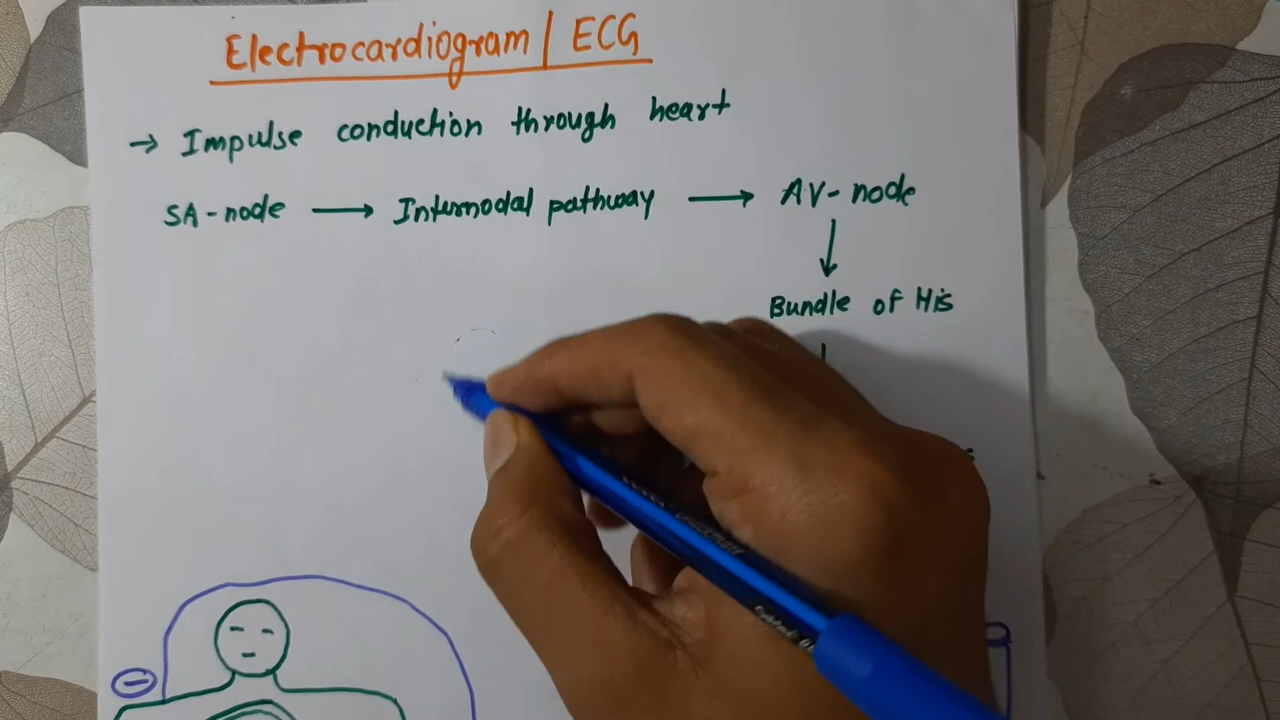 Electrocardiogram / ECG
→ Impulse conduction through heart
SA-node → Internodal pathway → AV-node
↓
Bundle of His